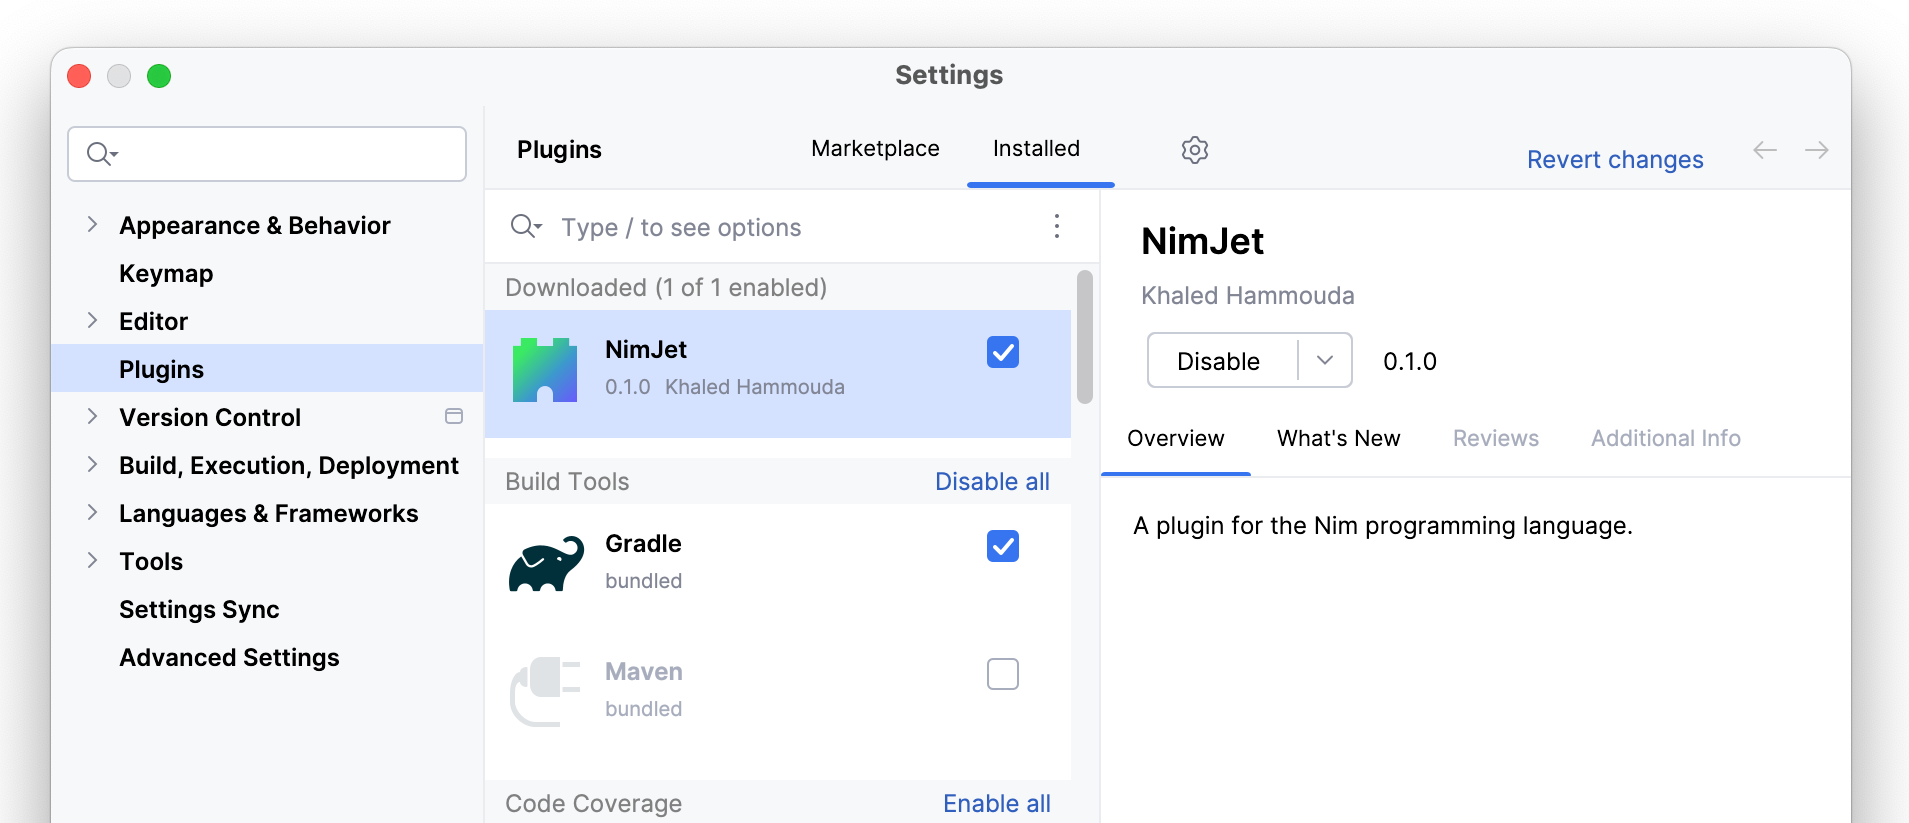 Settings
Appearance & Behavior
Keymap
Editor
Plugins
Version Control
Build, Execution, Deployment
Languages & Frameworks
Tools
Settings Sync
Advanced Settings
Plugins
Marketplace
Installed
Revert changes
Type / to see options
Downloaded (1 of 1 enabled)
NimJet
0.1.0 Khaled Hammouda
Build Tools
Disable all
Gradle
bundled
Maven
bundled
Code Coverage
Enable all
NimJet
Khaled Hammouda
Disable
0.1.0
Overview
What's New
Reviews
Additional Info
A plugin for the Nim programming language.